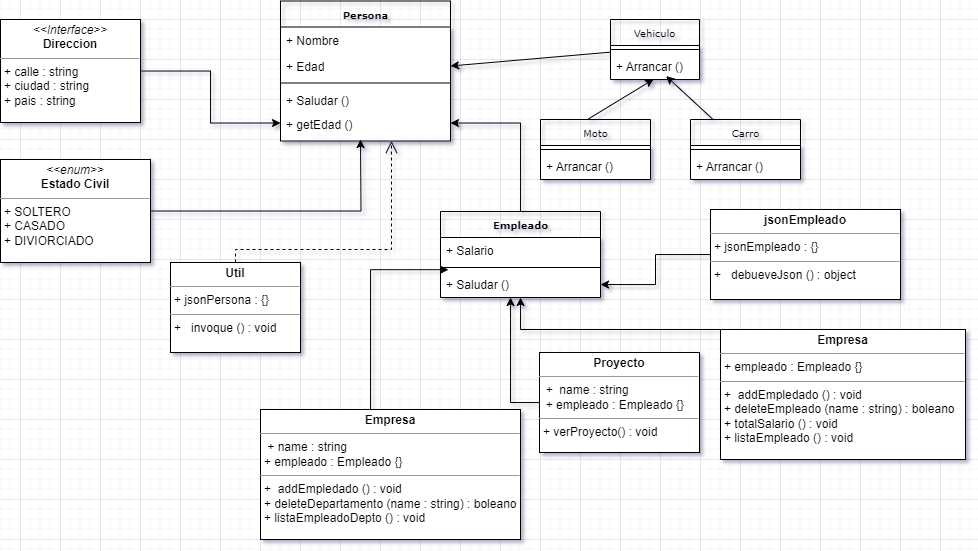 <<Interface>>
Direccion
+ calle : string
+ ciudad : string
+ pais : string
Persona
+ Nombre
+ Edad
+ Saludar ()
+ getEdad ()
Vehiculo
+ Arrancar ()
Moto
+ Arrancar ()
Carro
+ Arrancar ()
<<enum>>
Estado Civil
+ SOLTERO
+ CASADO
+ DIVIORCIADO
Empleado
+ Salario
+ Saludar ()
jsonEmpleado
+ jsonEmpleado : {}
+ debueveJson () : object
Util
+ jsonPersona : {}
+ invoque () : void
Proyecto
+ name : string
+ empleado : Empleado {}
+ verProyecto() : void
Empresa
+ empleado : Empleado {}
+ addEmpledado () : void
+ deleteEmpleado (name : string) : boleano
+ totalSalario () : void
+ listaEmpleado () : void
Empresa
+ name : string
+ empleado : Empleado {}
+ addEmpledado () : void
+ deleteDepartamento (name : string) : boleano
+ listaEmpleadoDepto () : void